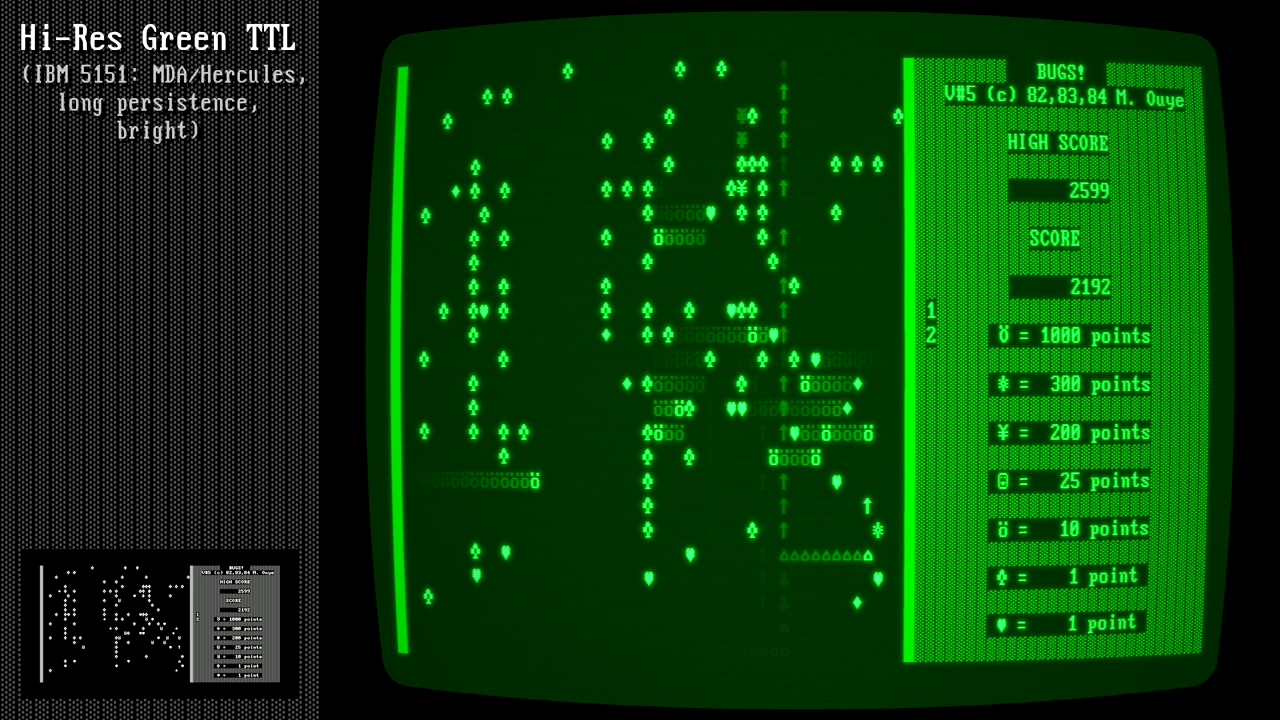 Hi-Res Green TTL
(IBM 5151: MDA/Hercules,
long persistence,
bright)
BUGS!
V#5 (c) 82,83,84 M. Ouye
HIGH SCORE
2599
SCORE
2192
1
2
= 1000 points
= 300 points
¥ = 200 points
= 25 points
ö = 10 points
♣ = 1 point
♥ = 1 point